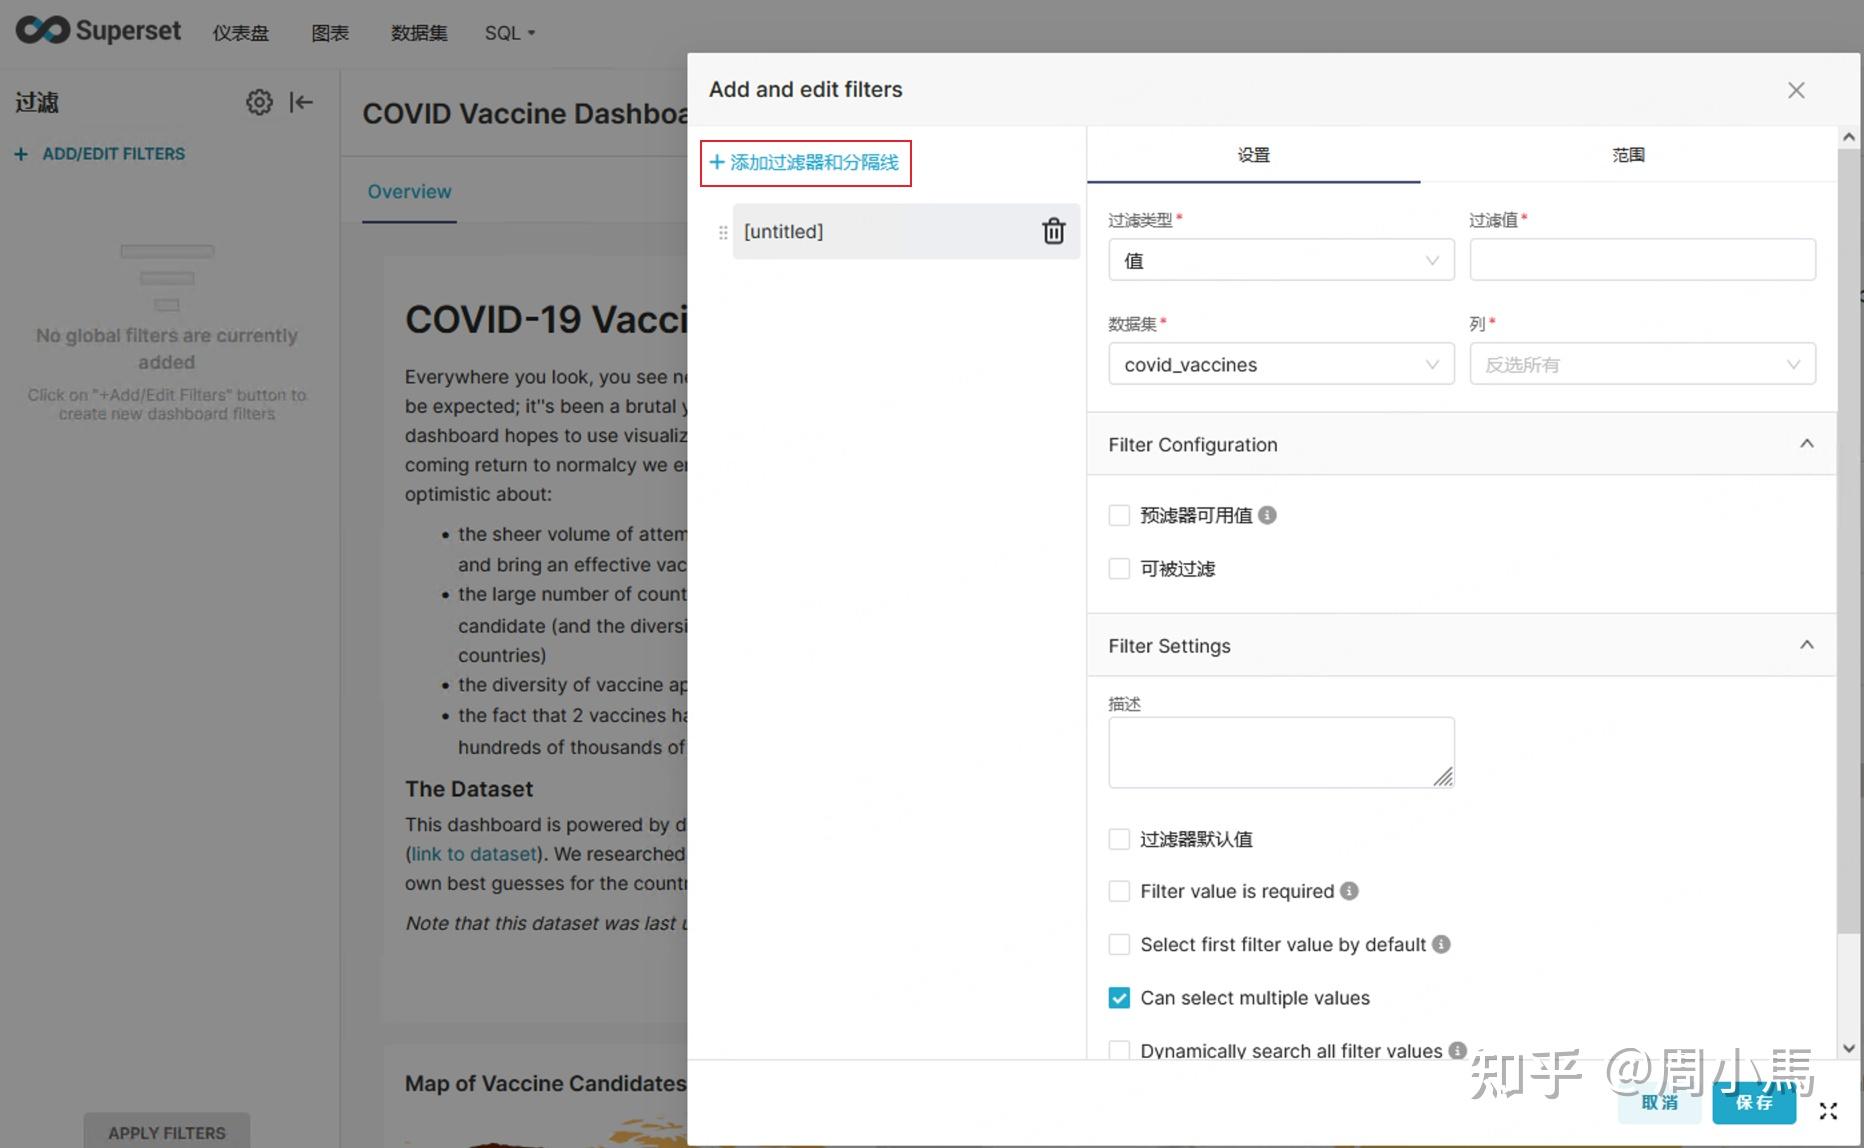 Superset
仪表盘
图表
数据集
SQL
过滤
+ ADD/EDIT FILTERS
No global filters are currently
added
Click on "+Add/Edit Filters" button to
create new dashboard filters
APPLY FILTERS
COVID Vaccine Dashboa
Overview
COVID-19 Vacci
Everywhere you look, you see ne
be expected; it''s been a brutal y
dashboard hopes to use visualiz
coming return to normalcy we en
optimistic about:
• the sheer volume of attem
and bring an effective vac
• the large number of count
candidate (and the diversi
countries)
• the diversity of vaccine ap
• the fact that 2 vaccines ha
hundreds of thousands of
The Dataset
This dashboard is powered by d
(link to dataset). We researched
own best guesses for the countr
Note that this dataset was last u
Map of Vaccine Candidates
Add and edit filters
+ 添加过滤器和分隔线
[untitled]
设置
范围
过滤类型*
过滤值*
值
数据集*
列*
covid_vaccines
反选所有
Filter Configuration
预滤器可用值
可被过滤
Filter Settings
描述
过滤器默认值
Filter value is required
Select first filter value by default
Can select multiple values
Dynamically search all filter values
知乎 @周小馬
取消
保存